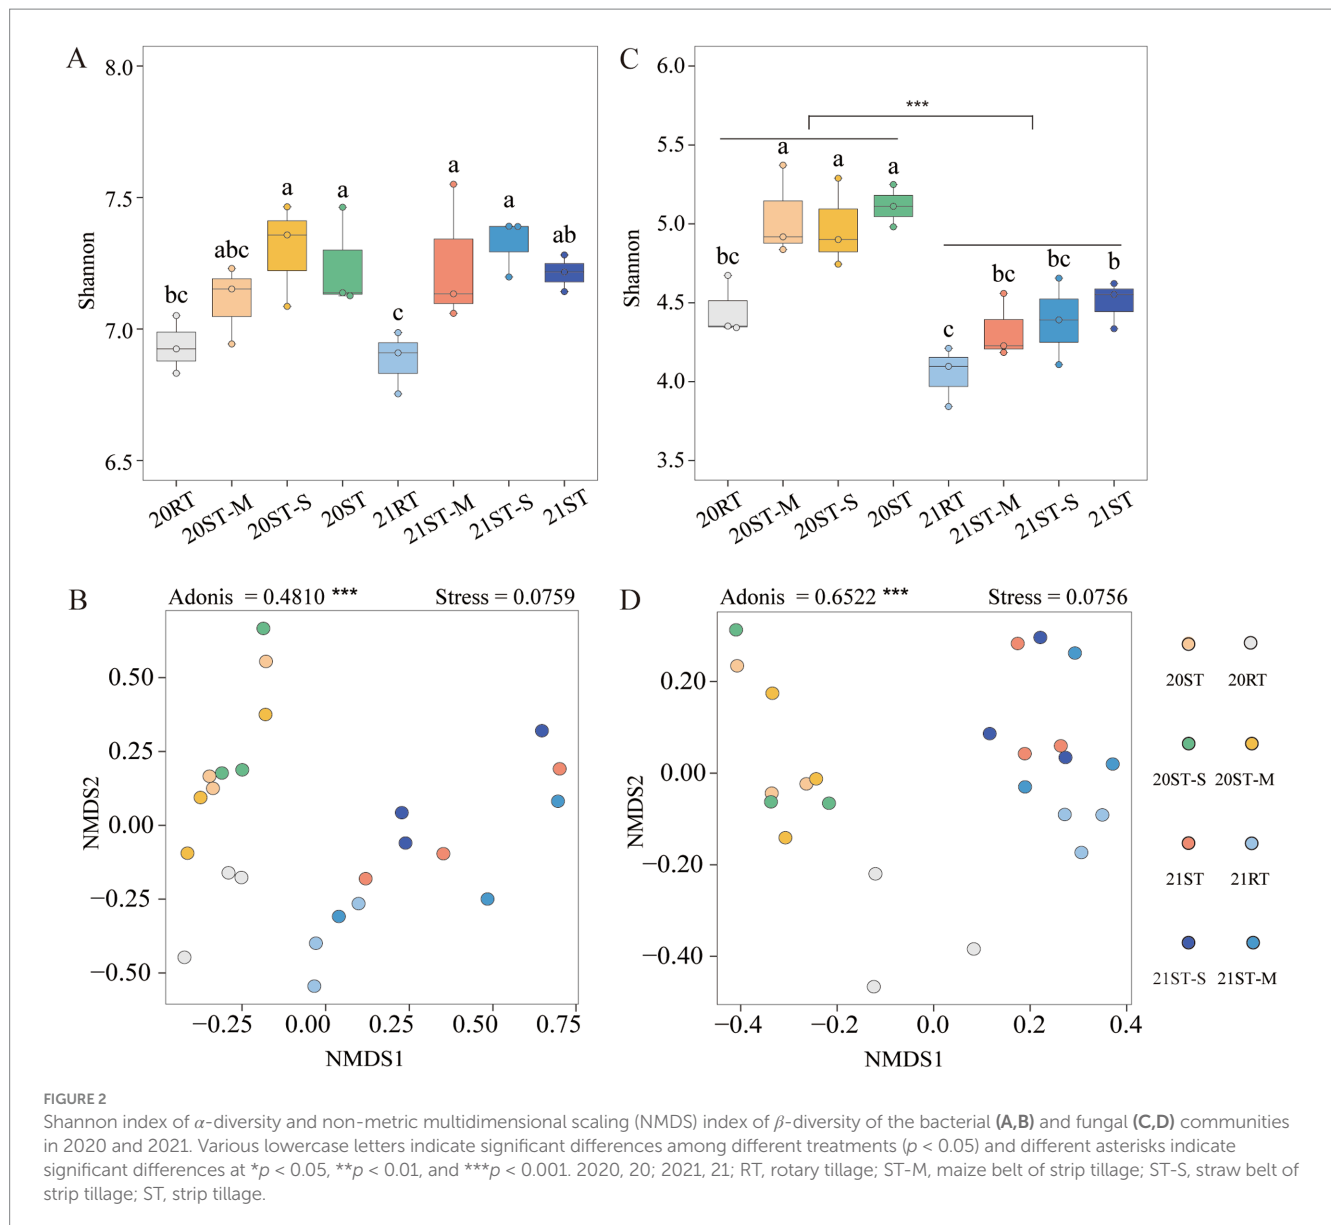 A
8.0
7.5
7.0
6.5
Shannon
bc
abc
a
a
c
a
a
ab
20RT
20ST-M
20ST-S
20ST
21RT
21ST-M
21ST-S
21ST
C
6.0
5.5
5.0
4.5
4.0
3.5
Shannon
***
bc
a
a
a
c
bc
bc
b
20RT
20ST-M
20ST-S
20ST
21RT
21ST-M
21ST-S
21ST
B
Adonis = 0.4810 ***
Stress = 0.0759
0.50
0.25
0.00
−0.25
−0.50
NMDS2
−0.25
0.00
0.25
0.50
0.75
NMDS1
D
Adonis = 0.6522 ***
Stress = 0.0756
0.20
0.00
−0.20
−0.40
NMDS2
−0.4
−0.2
0.0
0.2
0.4
NMDS1
20ST
20RT
20ST-S
20ST-M
21ST
21RT
21ST-S
21ST-M
FIGURE 2
Shannon index of α-diversity and non-metric multidimensional scaling (NMDS) index of β-diversity of the bacterial (A,B) and fungal (C,D) communities
in 2020 and 2021. Various lowercase letters indicate significant differences among different treatments (p < 0.05) and different asterisks indicate
significant differences at *p < 0.05, **p < 0.01, and ***p < 0.001. 2020, 20; 2021, 21; RT, rotary tillage; ST-M, maize belt of strip tillage; ST-S, straw belt of
strip tillage; ST, strip tillage.